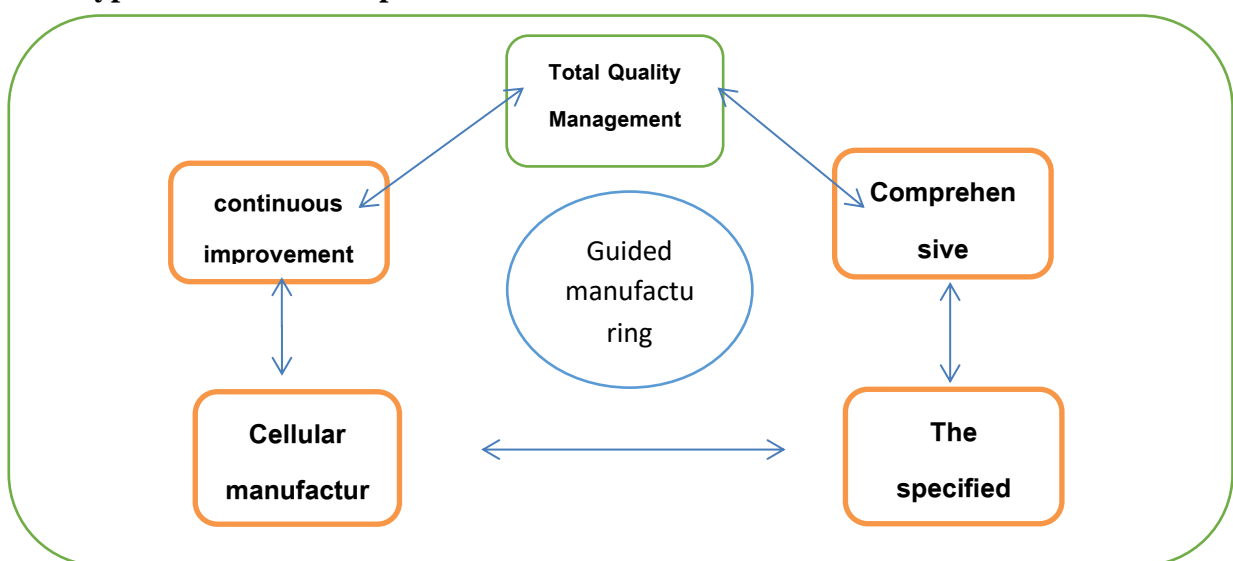 Total Quality
Management
continuous
improvement
Comprehen
sive
Guided
manufactu
ring
Cellular
manufactur
The
specified